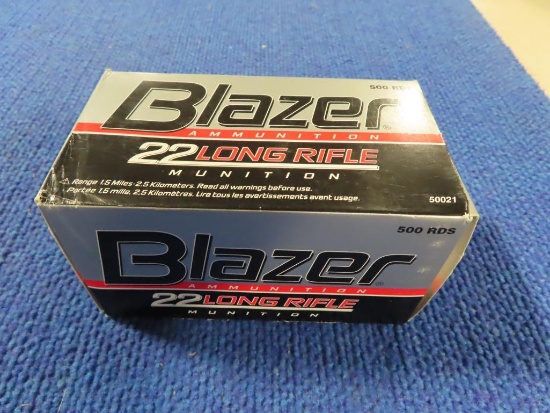 500 RDS
Blazer
AMMUNITION
22 LONG RIFLE
MUNITION
⚠ Range 1.5 Miles-2.5 Kilometers. Read all warnings before use.
Portée 1.5 mille, 2.5 Kilomètres. Lire tous les avertissements avant usage.
50021
500 RDS
Blazer
AMMUNITION
22 LONG RIFLE
MUNITION